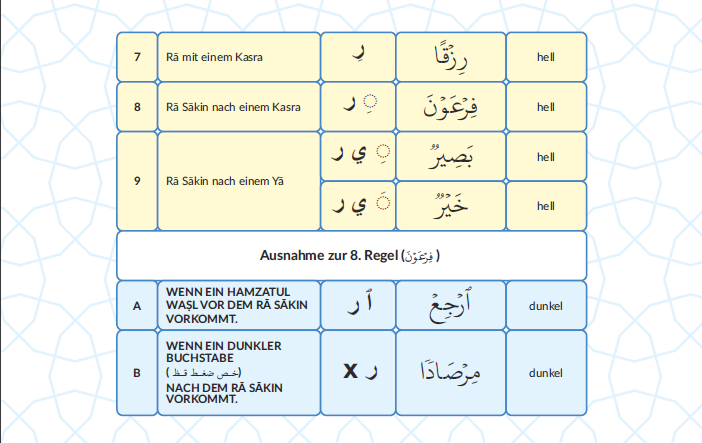 7 Rā mit einem Kasra رِ رِزْقًا hell
8 Rā Sākin nach einem Kasra ◌ِ ر فِرْعَوْنَ hell
9 Rā Sākin nach einem Yā ◌ِ ي ر بَصِيرٌ hell
◌َ ي ر خَيْرٌ hell
Ausnahme zur 8. Regel (فِرْعَوْنَ )
A WENN EIN HAMZATUL
WAṢL VOR DEM RĀ SĀKIN
VORKOMMT.
ٱ ر ٱرْجِعْ dunkel
B WENN EIN DUNKLER
BUCHSTABE
( خص ضغط قظ)
NACH DEM RĀ SĀKIN
VORKOMMT.
ر x مِرْصَادًا dunkel